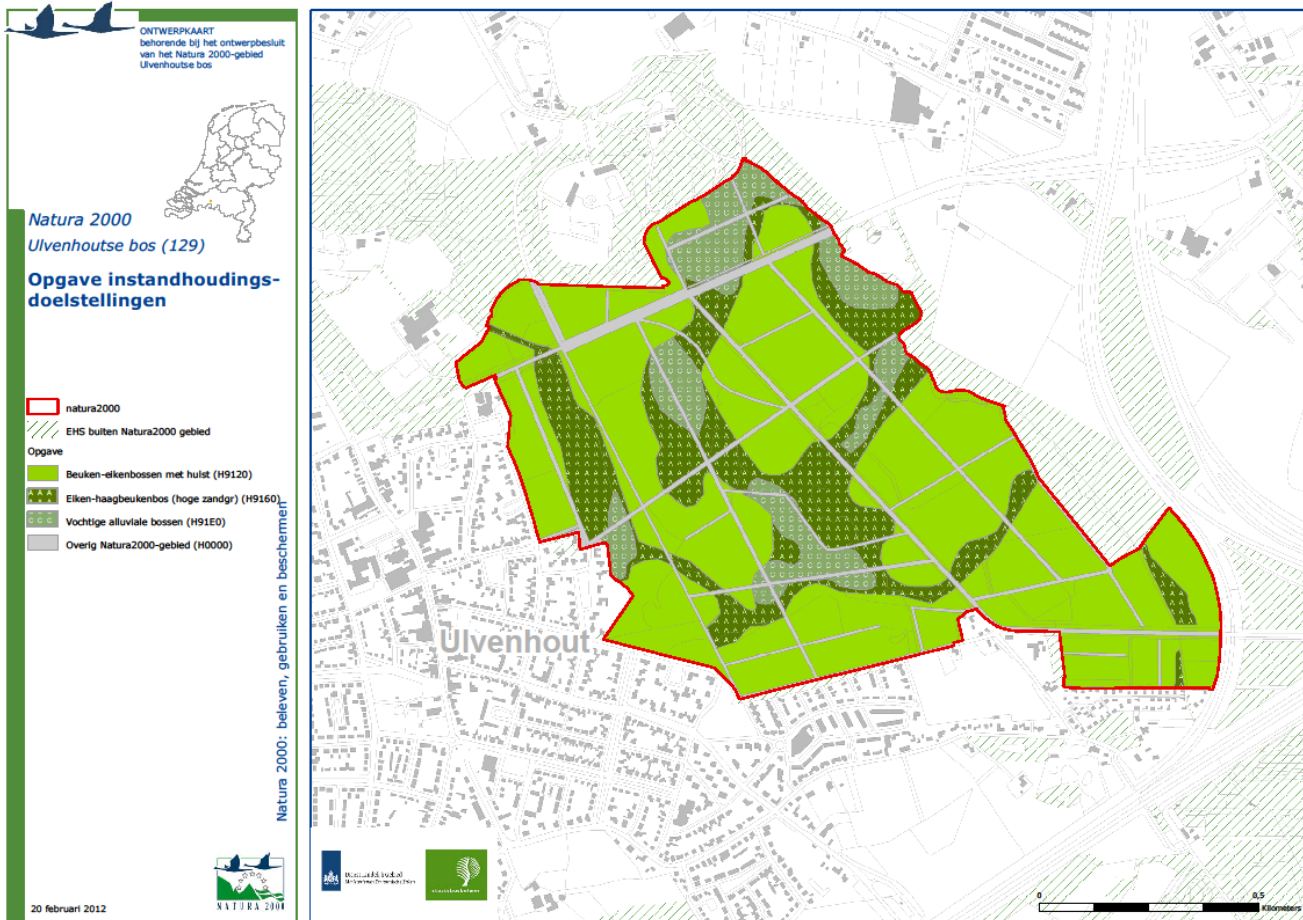 ONTWERPKAART
behorende bij het ontwerpbesluit
van het Natura 2000-gebied
Ulvenhoutse bos
Natura 2000
Ulvenhoutse bos (129)
Opgave instandhoudings-
doelstellingen
natura2000
EHS buiten Natura2000 gebied
Opgave
Beuken-eikenbossen met hulst (H9120)
Eiken-haagbeukenbos (hoge zandgr) (H9160)
Vochtige alluviale bossen (H91E0)
Overig Natura2000-gebied (H0000)
Natura 2000: beleven, gebruiken en beschermen
NATURA 2000
20 februari 2012
Ulvenhout
0
0,5
Kilometers